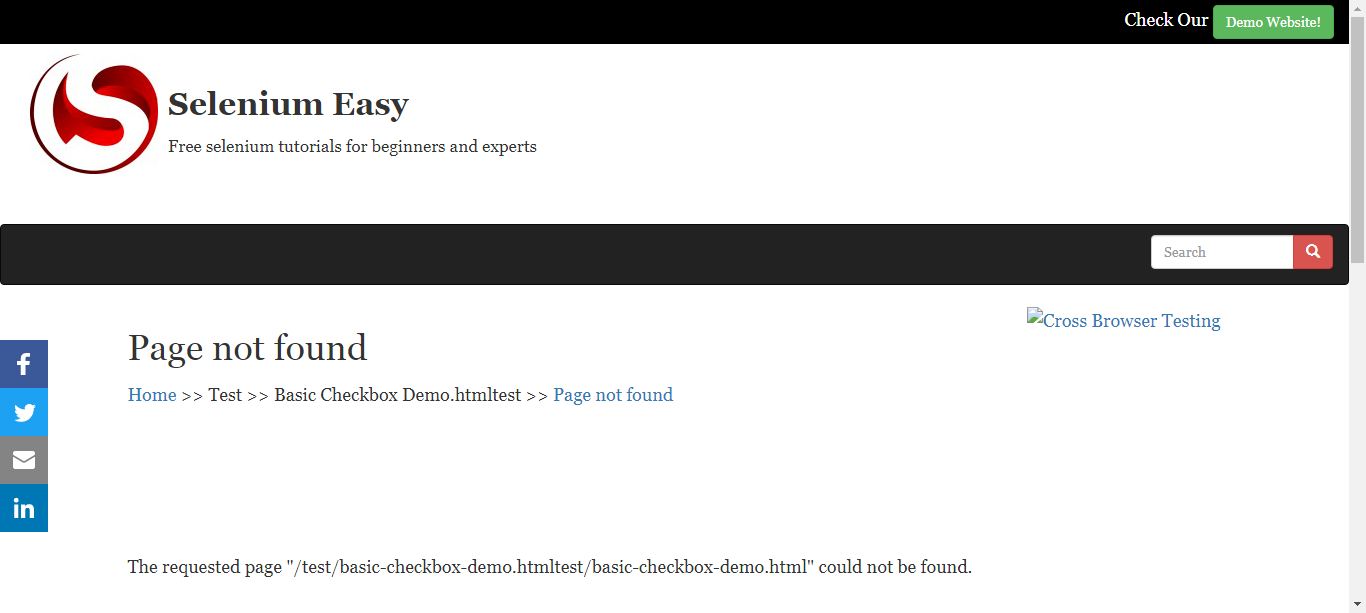 Check Our Demo Website!
Selenium Easy
Free selenium tutorials for beginners and experts
Search
Cross Browser Testing
Page not found
Home >> Test >> Basic Checkbox Demo.htmltest >> Page not found
The requested page "/test/basic-checkbox-demo.htmltest/basic-checkbox-demo.html" could not be found.